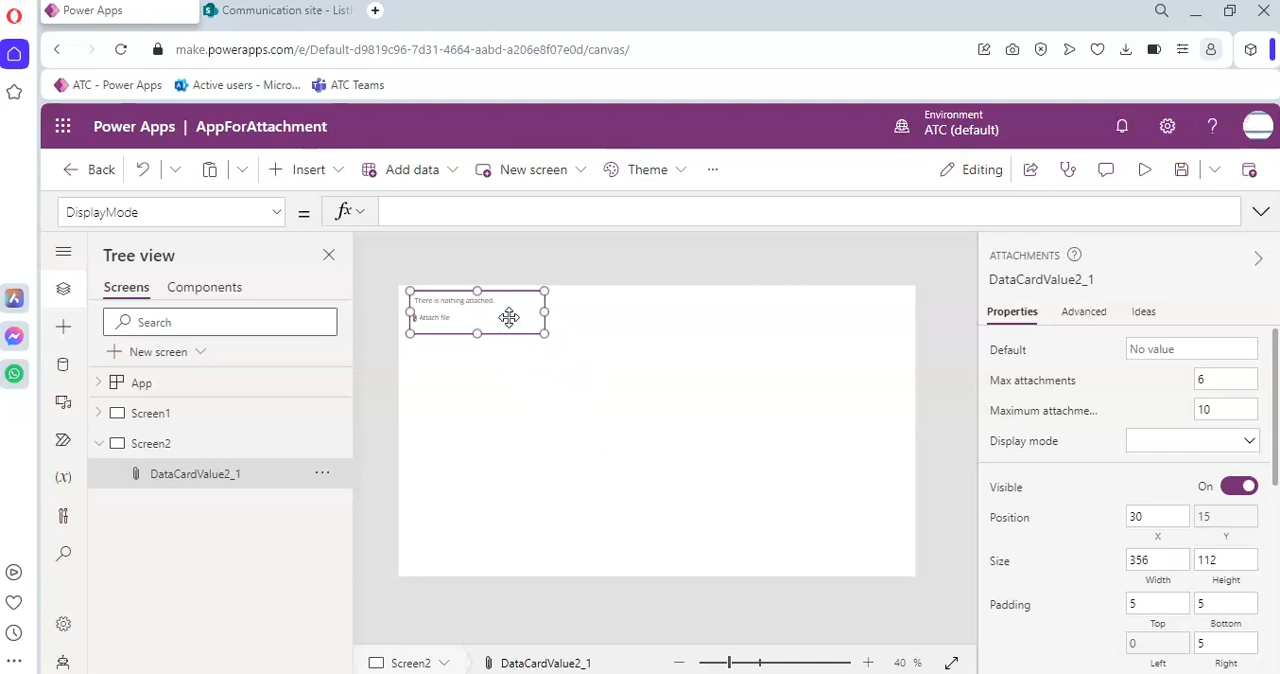 Power Apps
Communication site - List
make.powerapps.com/e/Default-d9819c96-7d31-4664-aabd-a206e8f07e0d/canvas/
ATC - Power Apps
Active users - Micro...
ATC Teams
Power Apps | AppForAttachment
Environment
ATC (default)
Back
Insert
Add data
New screen
Theme
...
Editing
DisplayMode
=
fx
Tree view
Screens
Components
Search
New screen
App
Screen1
Screen2
DataCardValue2_1
...
There is nothing attached.
Attach file
Screen2
DataCardValue2_1
40 %
ATTACHMENTS
DataCardValue2_1
Properties
Advanced
Ideas
Default
No value
Max attachments
6
Maximum attachme...
10
Display mode
Visible
On
Position
30
15
X
Y
Size
356
112
Width
Height
Padding
5
5
Top
Bottom
0
5
Left
Right